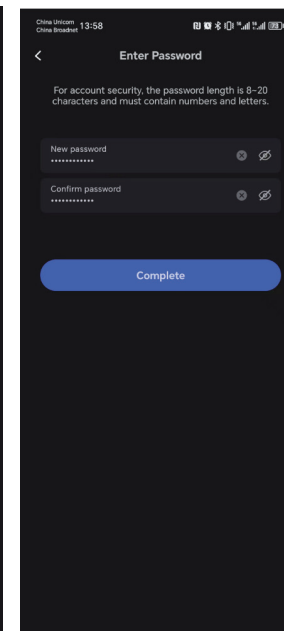 China Unicom
China Broadnet 13:58
Enter Password
For account security, the password length is 8~20
characters and must contain numbers and letters.
New password
••••••••••••
Confirm password
••••••••••••
Complete